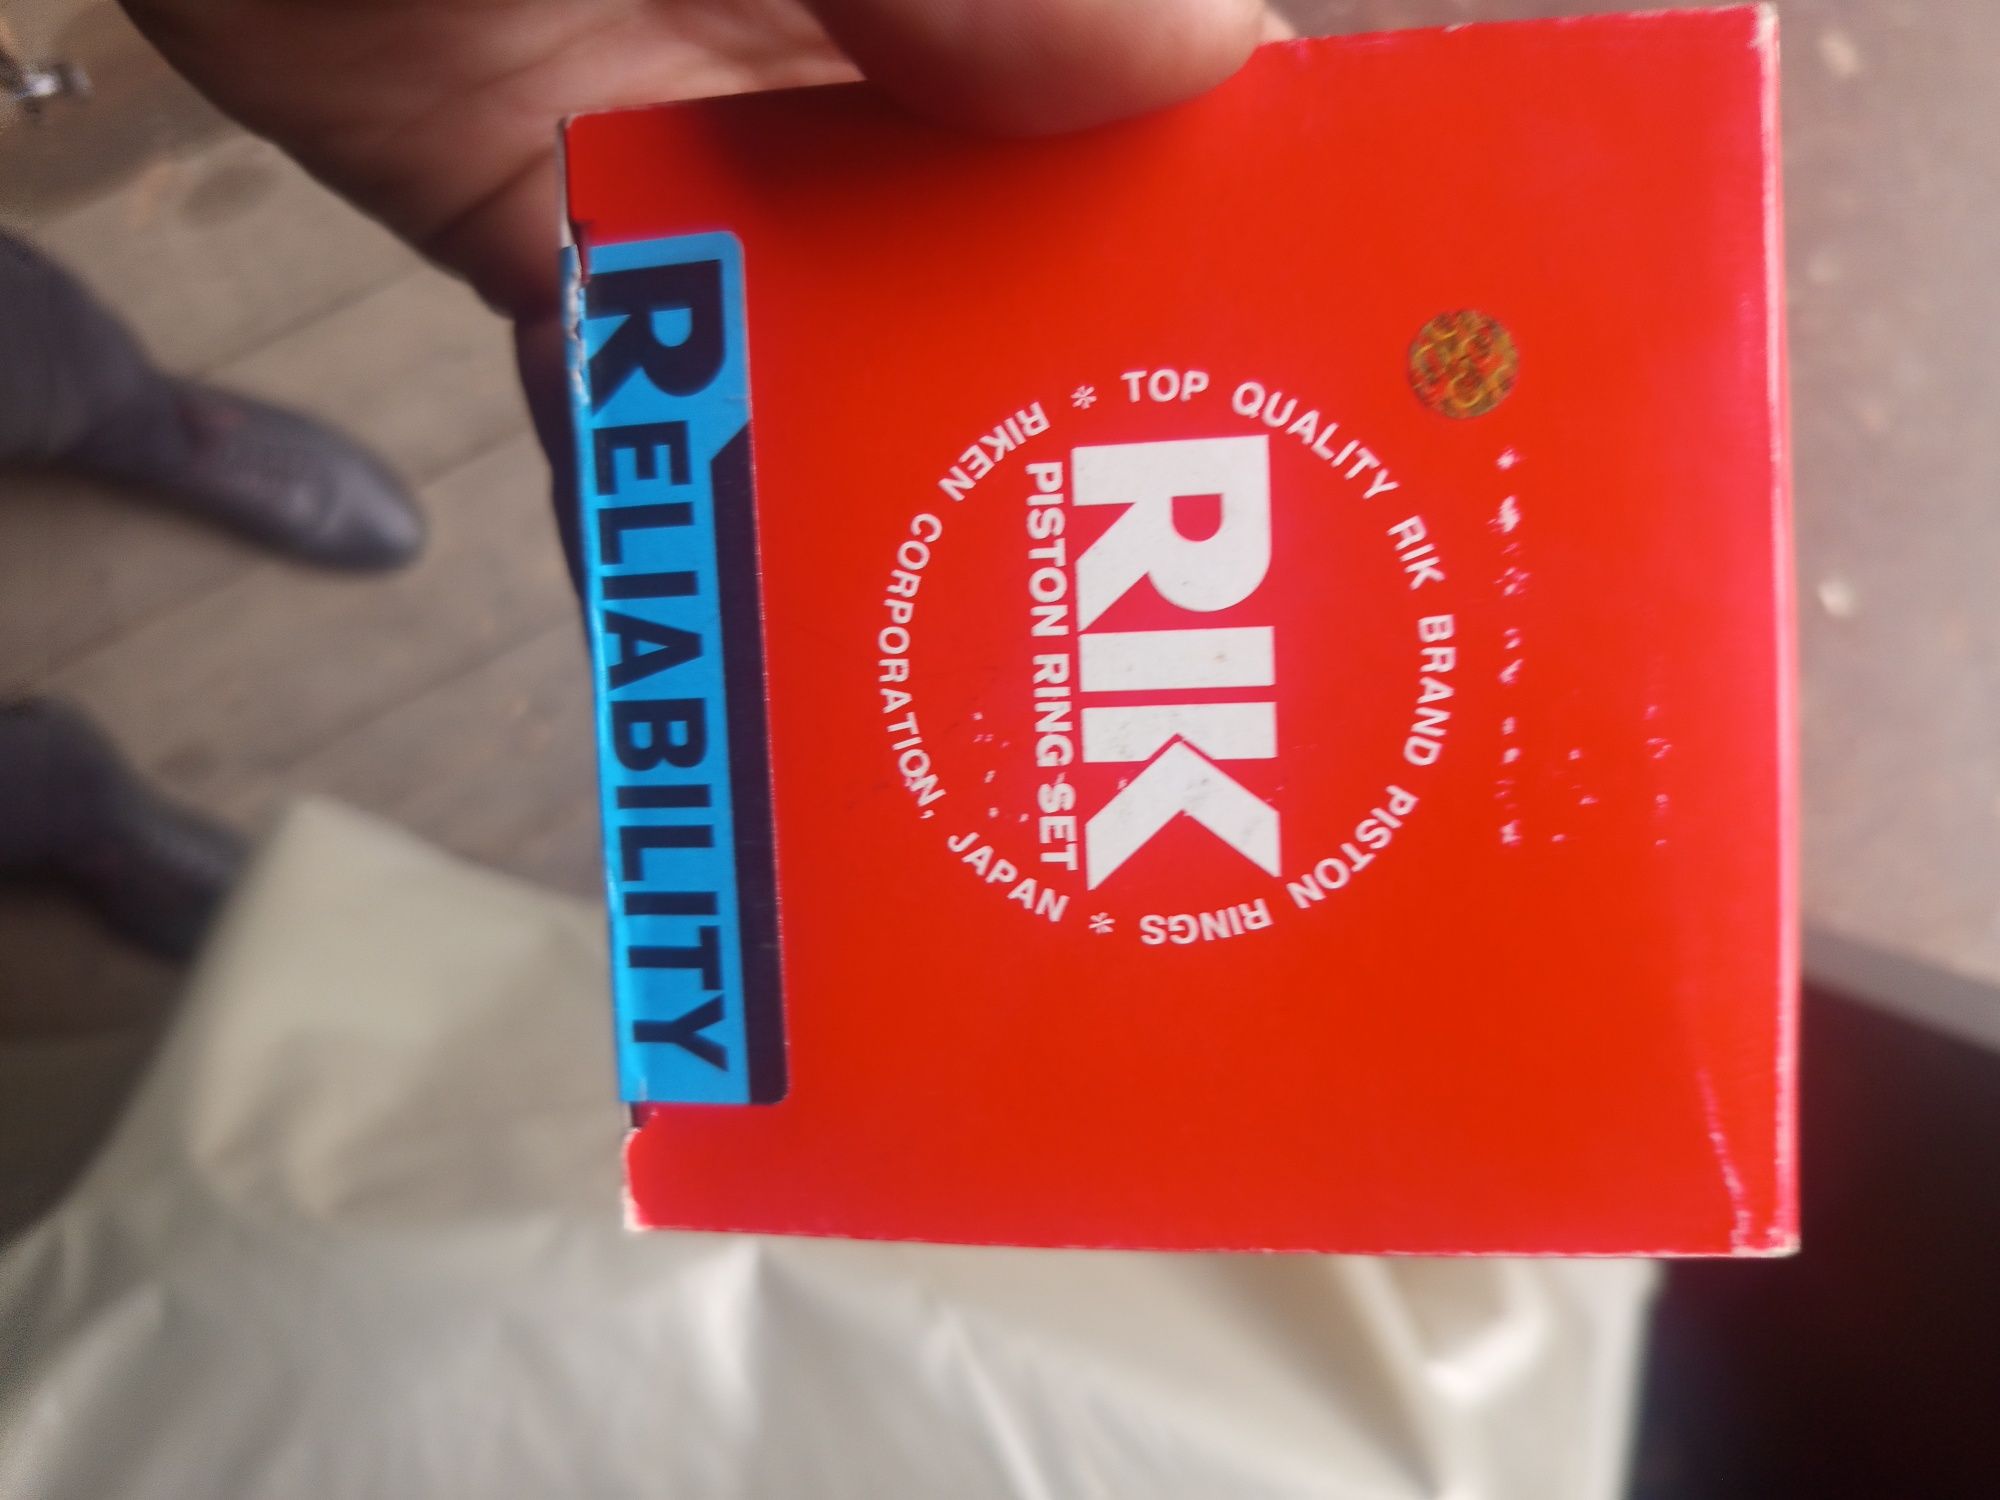 * TOP QUALITY RIK BRAND PISTON RINGS *
RIK
PISTON RING SET
RIKEN CORPORATION, JAPAN
RELIABILITY